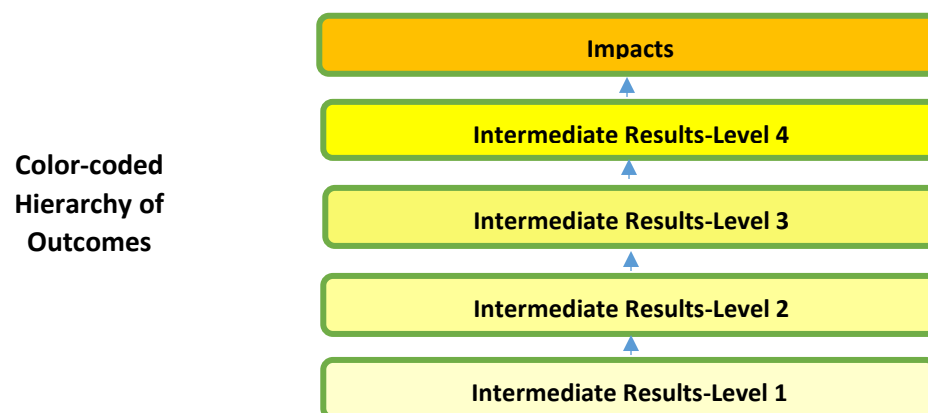 Impacts
Intermediate Results-Level 4
Color-coded
Hierarchy of
Outcomes
Intermediate Results-Level 3
Intermediate Results-Level 2
Intermediate Results-Level 1